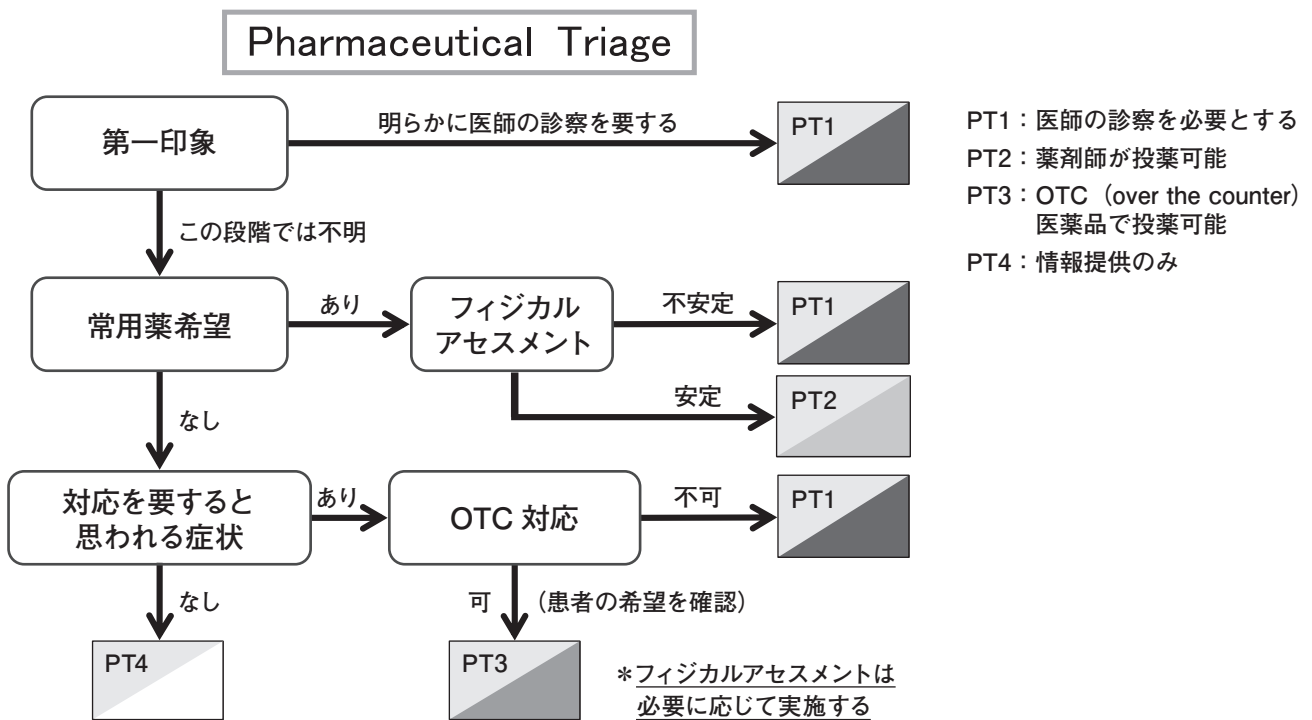 Pharmaceutical Triage
第一印象
明らかに医師の診察を要する
PT1
PT1：医師の診察を必要とする
PT2：薬剤師が投薬可能
PT3：OTC（over the counter）
医薬品で投薬可能
PT4：情報提供のみ
この段階では不明
常用薬希望
あり
フィジカル
アセスメント
不安定
PT1
安定
PT2
なし
対応を要すると
思われる症状
あり
OTC 対応
不可
PT1
なし
可　（患者の希望を確認）
PT4
PT3
＊フィジカルアセスメントは
必要に応じて実施する